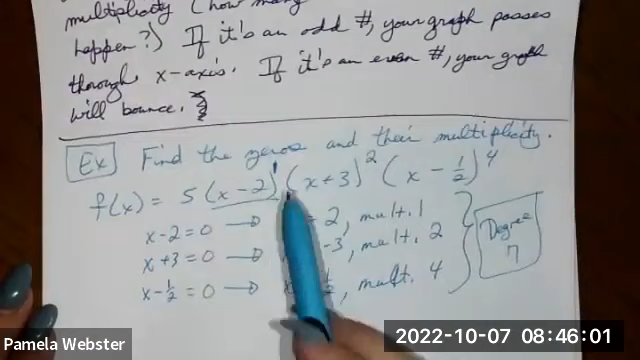 multiplicity (how many
happen?) If it's an odd #, your graph passes
through x-axis. If it's an even #, your graph
will bounce.
Ex Find the zeros and their multiplicity.
f(x) = 5 (x-2)¹ (x+3)² (x - 1/2)⁴
x-2=0 → = 2, mult. 1
x+3=0 → -3, mult. 2
x-1/2=0 → 1/2, mult. 4
Degree
7
Pamela Webster
2022-10-07 08:46:01